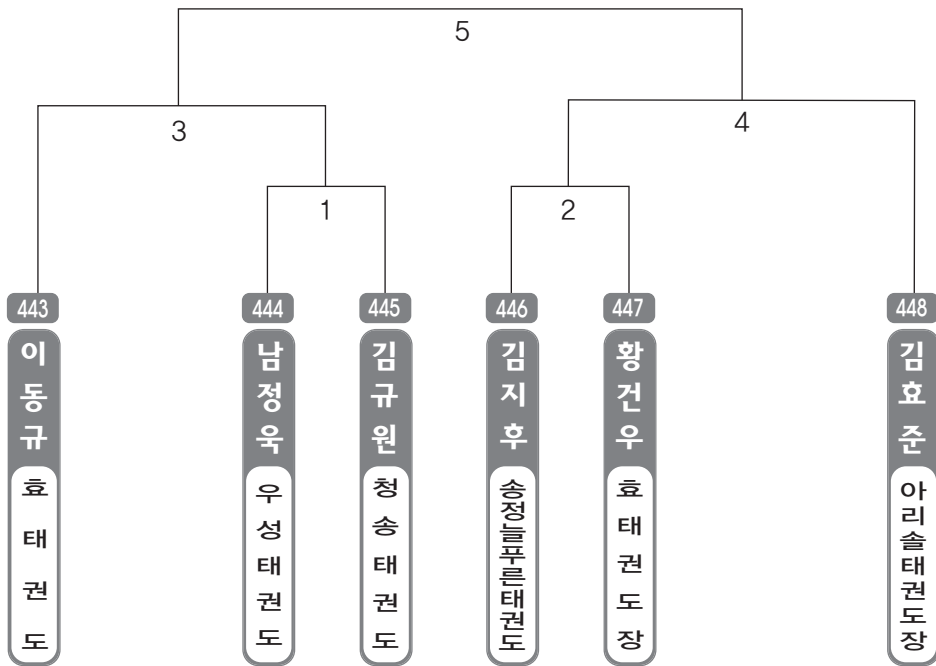 5
3
4
1
2
443
444
445
446
447
448
이동규
남정욱
김규원
김지후
황건우
김효준
효태권도
우성태권도
청송태권도
송정늘푸른태권도
효태권도장
아리솔태권도장